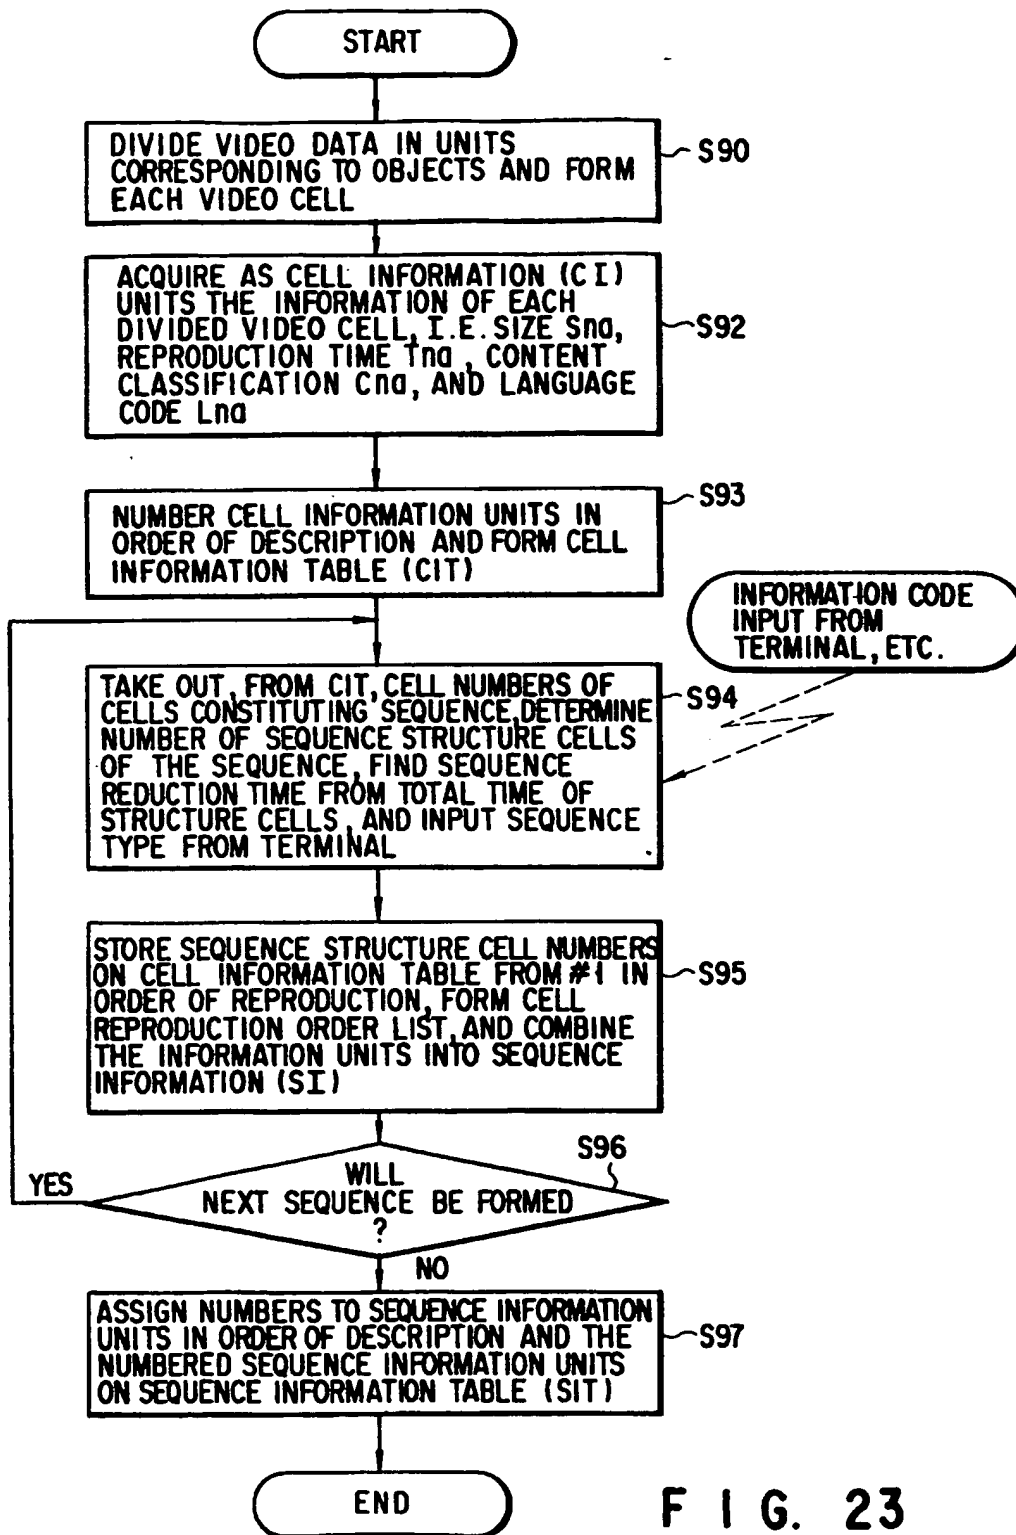 START
DIVIDE VIDEO DATA IN UNITS
CORRESPONDING TO OBJECTS AND FORM
EACH VIDEO CELL
S90
ACQUIRE AS CELL INFORMATION (CI)
UNITS THE INFORMATION OF EACH
DIVIDED VIDEO CELL, I.E. SIZE Sna,
REPRODUCTION TIME Tna, CONTENT
CLASSIFICATION Cna, AND LANGUAGE
CODE Lna
S92
NUMBER CELL INFORMATION UNITS IN
ORDER OF DESCRIPTION AND FORM CELL
INFORMATION TABLE (CIT)
S93
INFORMATION CODE
INPUT FROM
TERMINAL, ETC.
TAKE OUT, FROM CIT, CELL NUMBERS OF
CELLS CONSTITUTING SEQUENCE, DETERMINE
NUMBER OF SEQUENCE STRUCTURE CELLS
OF THE SEQUENCE, FIND SEQUENCE
REDUCTION TIME FROM TOTAL TIME OF
STRUCTURE CELLS, AND INPUT SEQUENCE
TYPE FROM TERMINAL
S94
STORE SEQUENCE STRUCTURE CELL NUMBERS
ON CELL INFORMATION TABLE FROM #1 IN
ORDER OF REPRODUCTION, FORM CELL
REPRODUCTION ORDER LIST, AND COMBINE
THE INFORMATION UNITS INTO SEQUENCE
INFORMATION (SI)
S95
S96
WILL
NEXT SEQUENCE BE FORMED
?
YES
NO
ASSIGN NUMBERS TO SEQUENCE INFORMATION
UNITS IN ORDER OF DESCRIPTION AND THE
NUMBERED SEQUENCE INFORMATION UNITS
ON SEQUENCE INFORMATION TABLE (SIT)
S97
END
FIG. 23